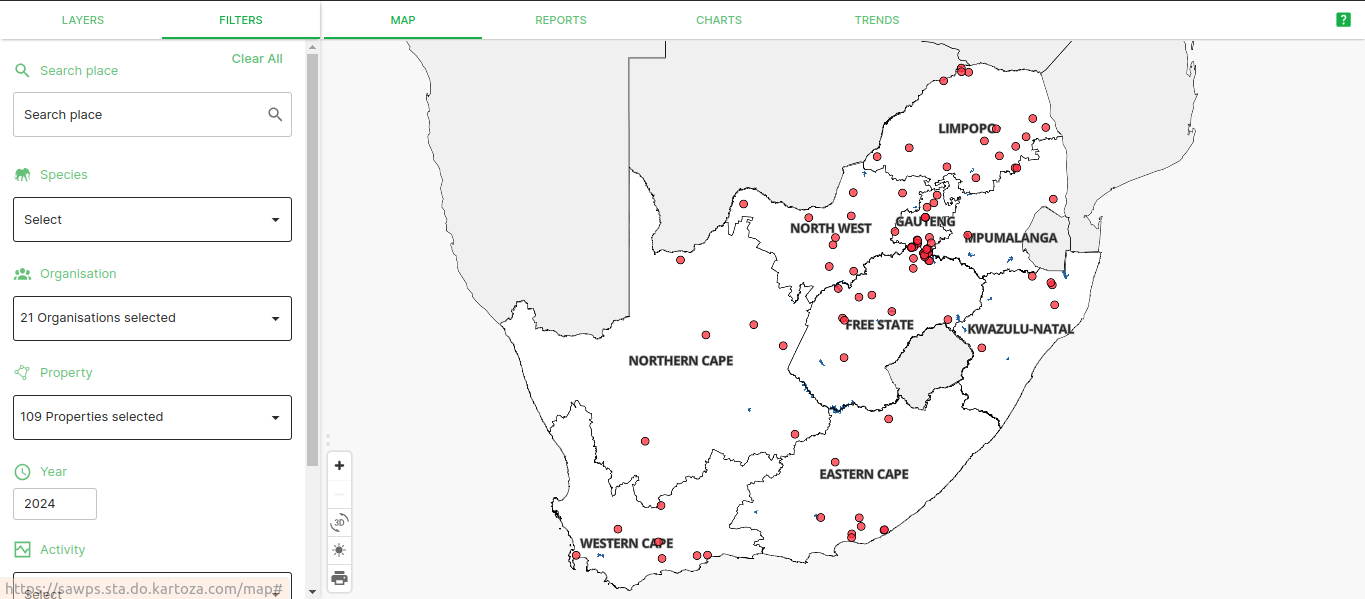 LAYERS
FILTERS
MAP
REPORTS
CHARTS
TRENDS
?
Clear All
Search place
Search place
Species
Select
Organisation
21 Organisations selected
Property
109 Properties selected
Year
2024
Activity
Select
https://sawps.sta.do.kartoza.com/map#
LIMPOPO
GAUTENG
NORTH WEST
MPUMALANGA
FREE STATE
KWAZULU-NATAL
NORTHERN CAPE
EASTERN CAPE
WESTERN CAPE
+
−
3D